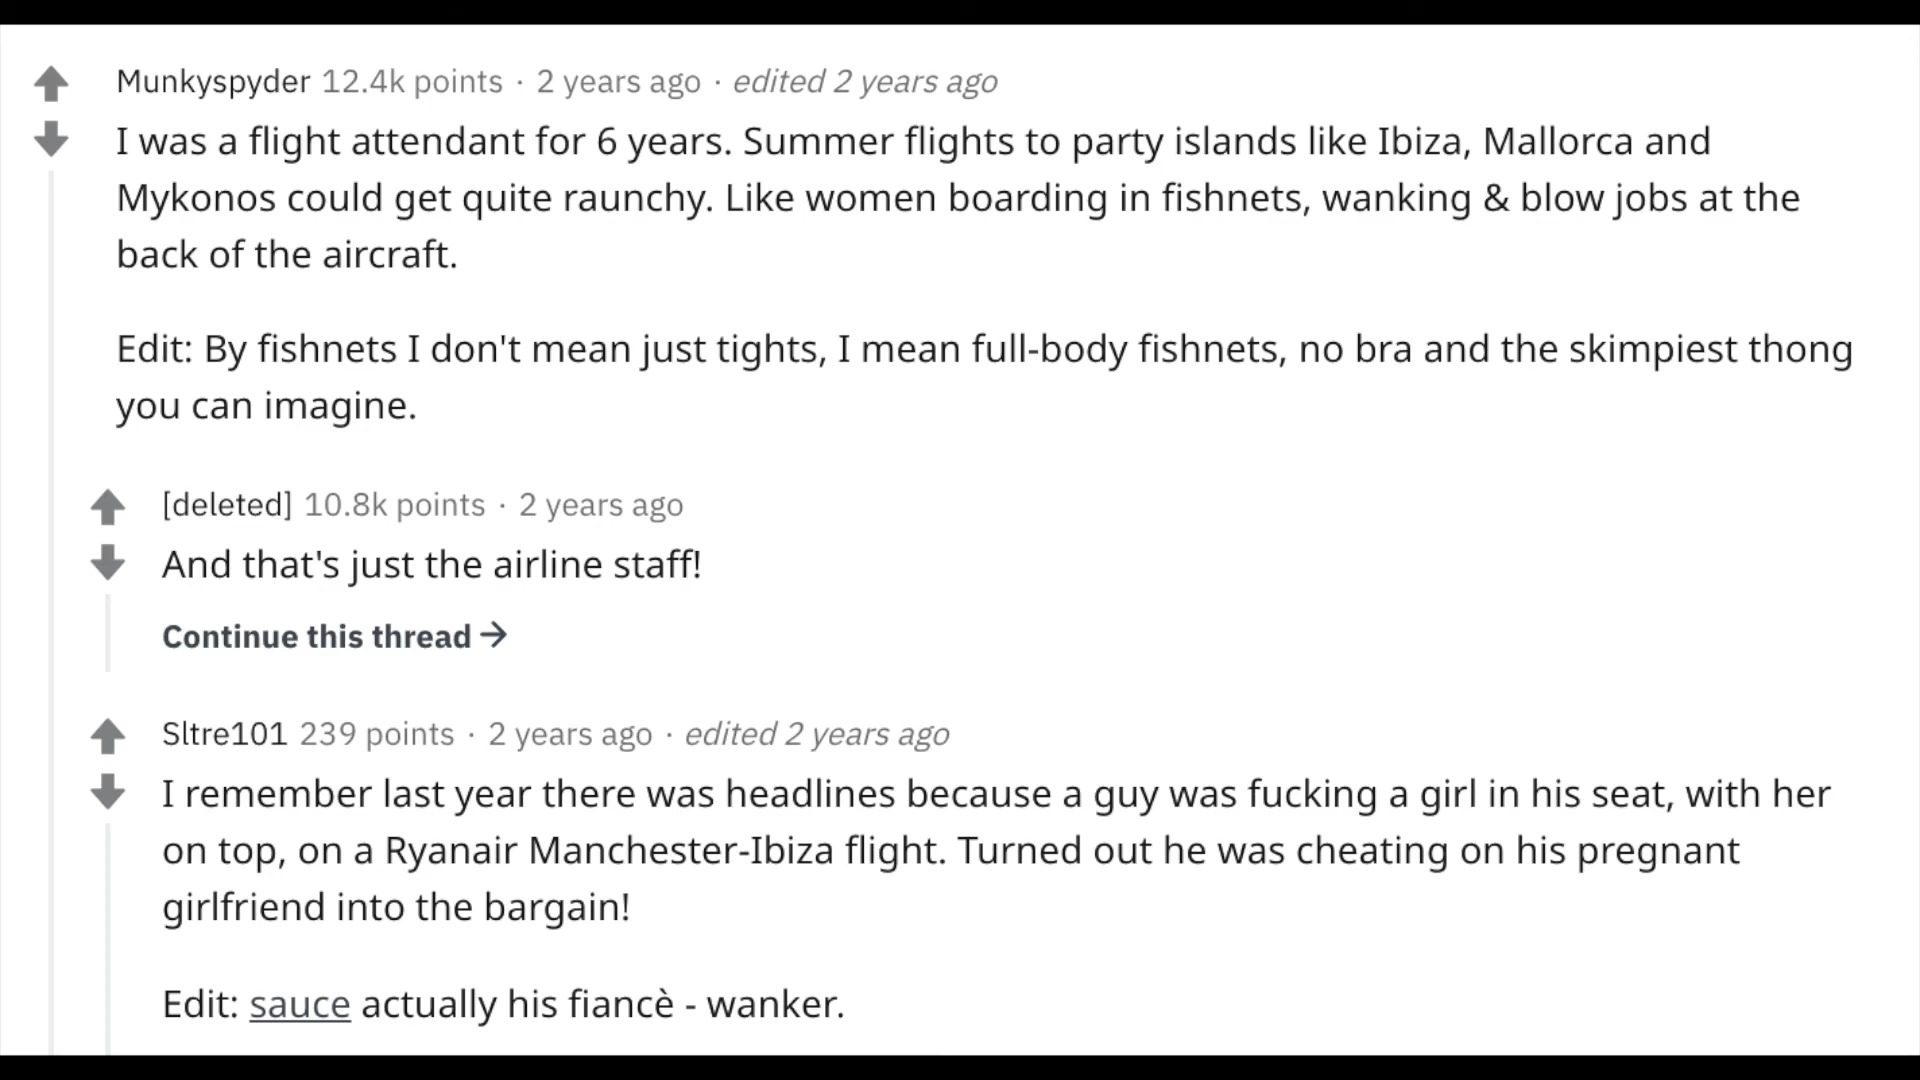 Munkyspyder 12.4k points · 2 years ago · edited 2 years ago
I was a flight attendant for 6 years. Summer flights to party islands like Ibiza, Mallorca and
Mykonos could get quite raunchy. Like women boarding in fishnets, wanking & blow jobs at the
back of the aircraft.
Edit: By fishnets I don't mean just tights, I mean full-body fishnets, no bra and the skimpiest thong
you can imagine.
[deleted] 10.8k points · 2 years ago
And that's just the airline staff!
Continue this thread →
Sltre101 239 points · 2 years ago · edited 2 years ago
I remember last year there was headlines because a guy was fucking a girl in his seat, with her
on top, on a Ryanair Manchester-Ibiza flight. Turned out he was cheating on his pregnant
girlfriend into the bargain!
Edit: sauce actually his fiancè - wanker.